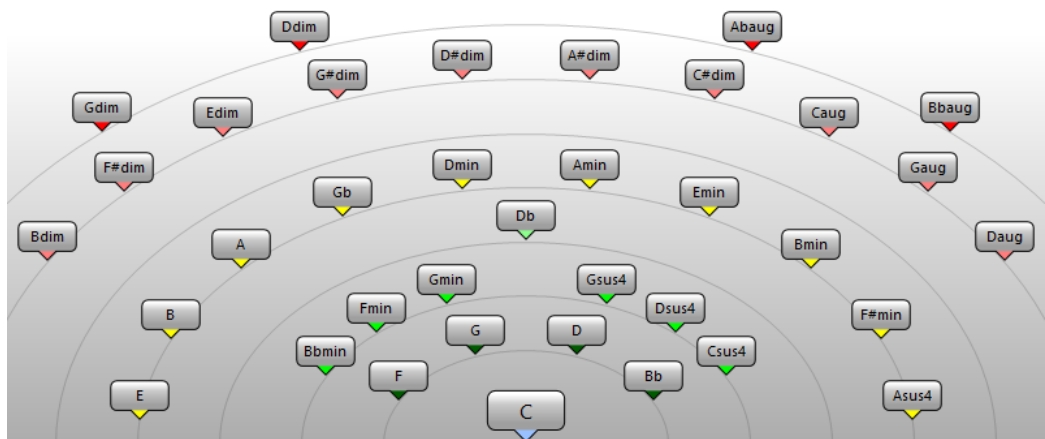 Ddim
Abaug
D#dim
A#dim
G#dim
C#dim
Gdim
Edim
Caug
Bbaug
F#dim
Dmin
Amin
Gaug
Gb
Emin
Db
Bdim
A
Bmin
Daug
Gmin
Gsus4
B
Fmin
Dsus4
F#min
G
D
Bbmin
Csus4
F
Bb
E
C
Asus4